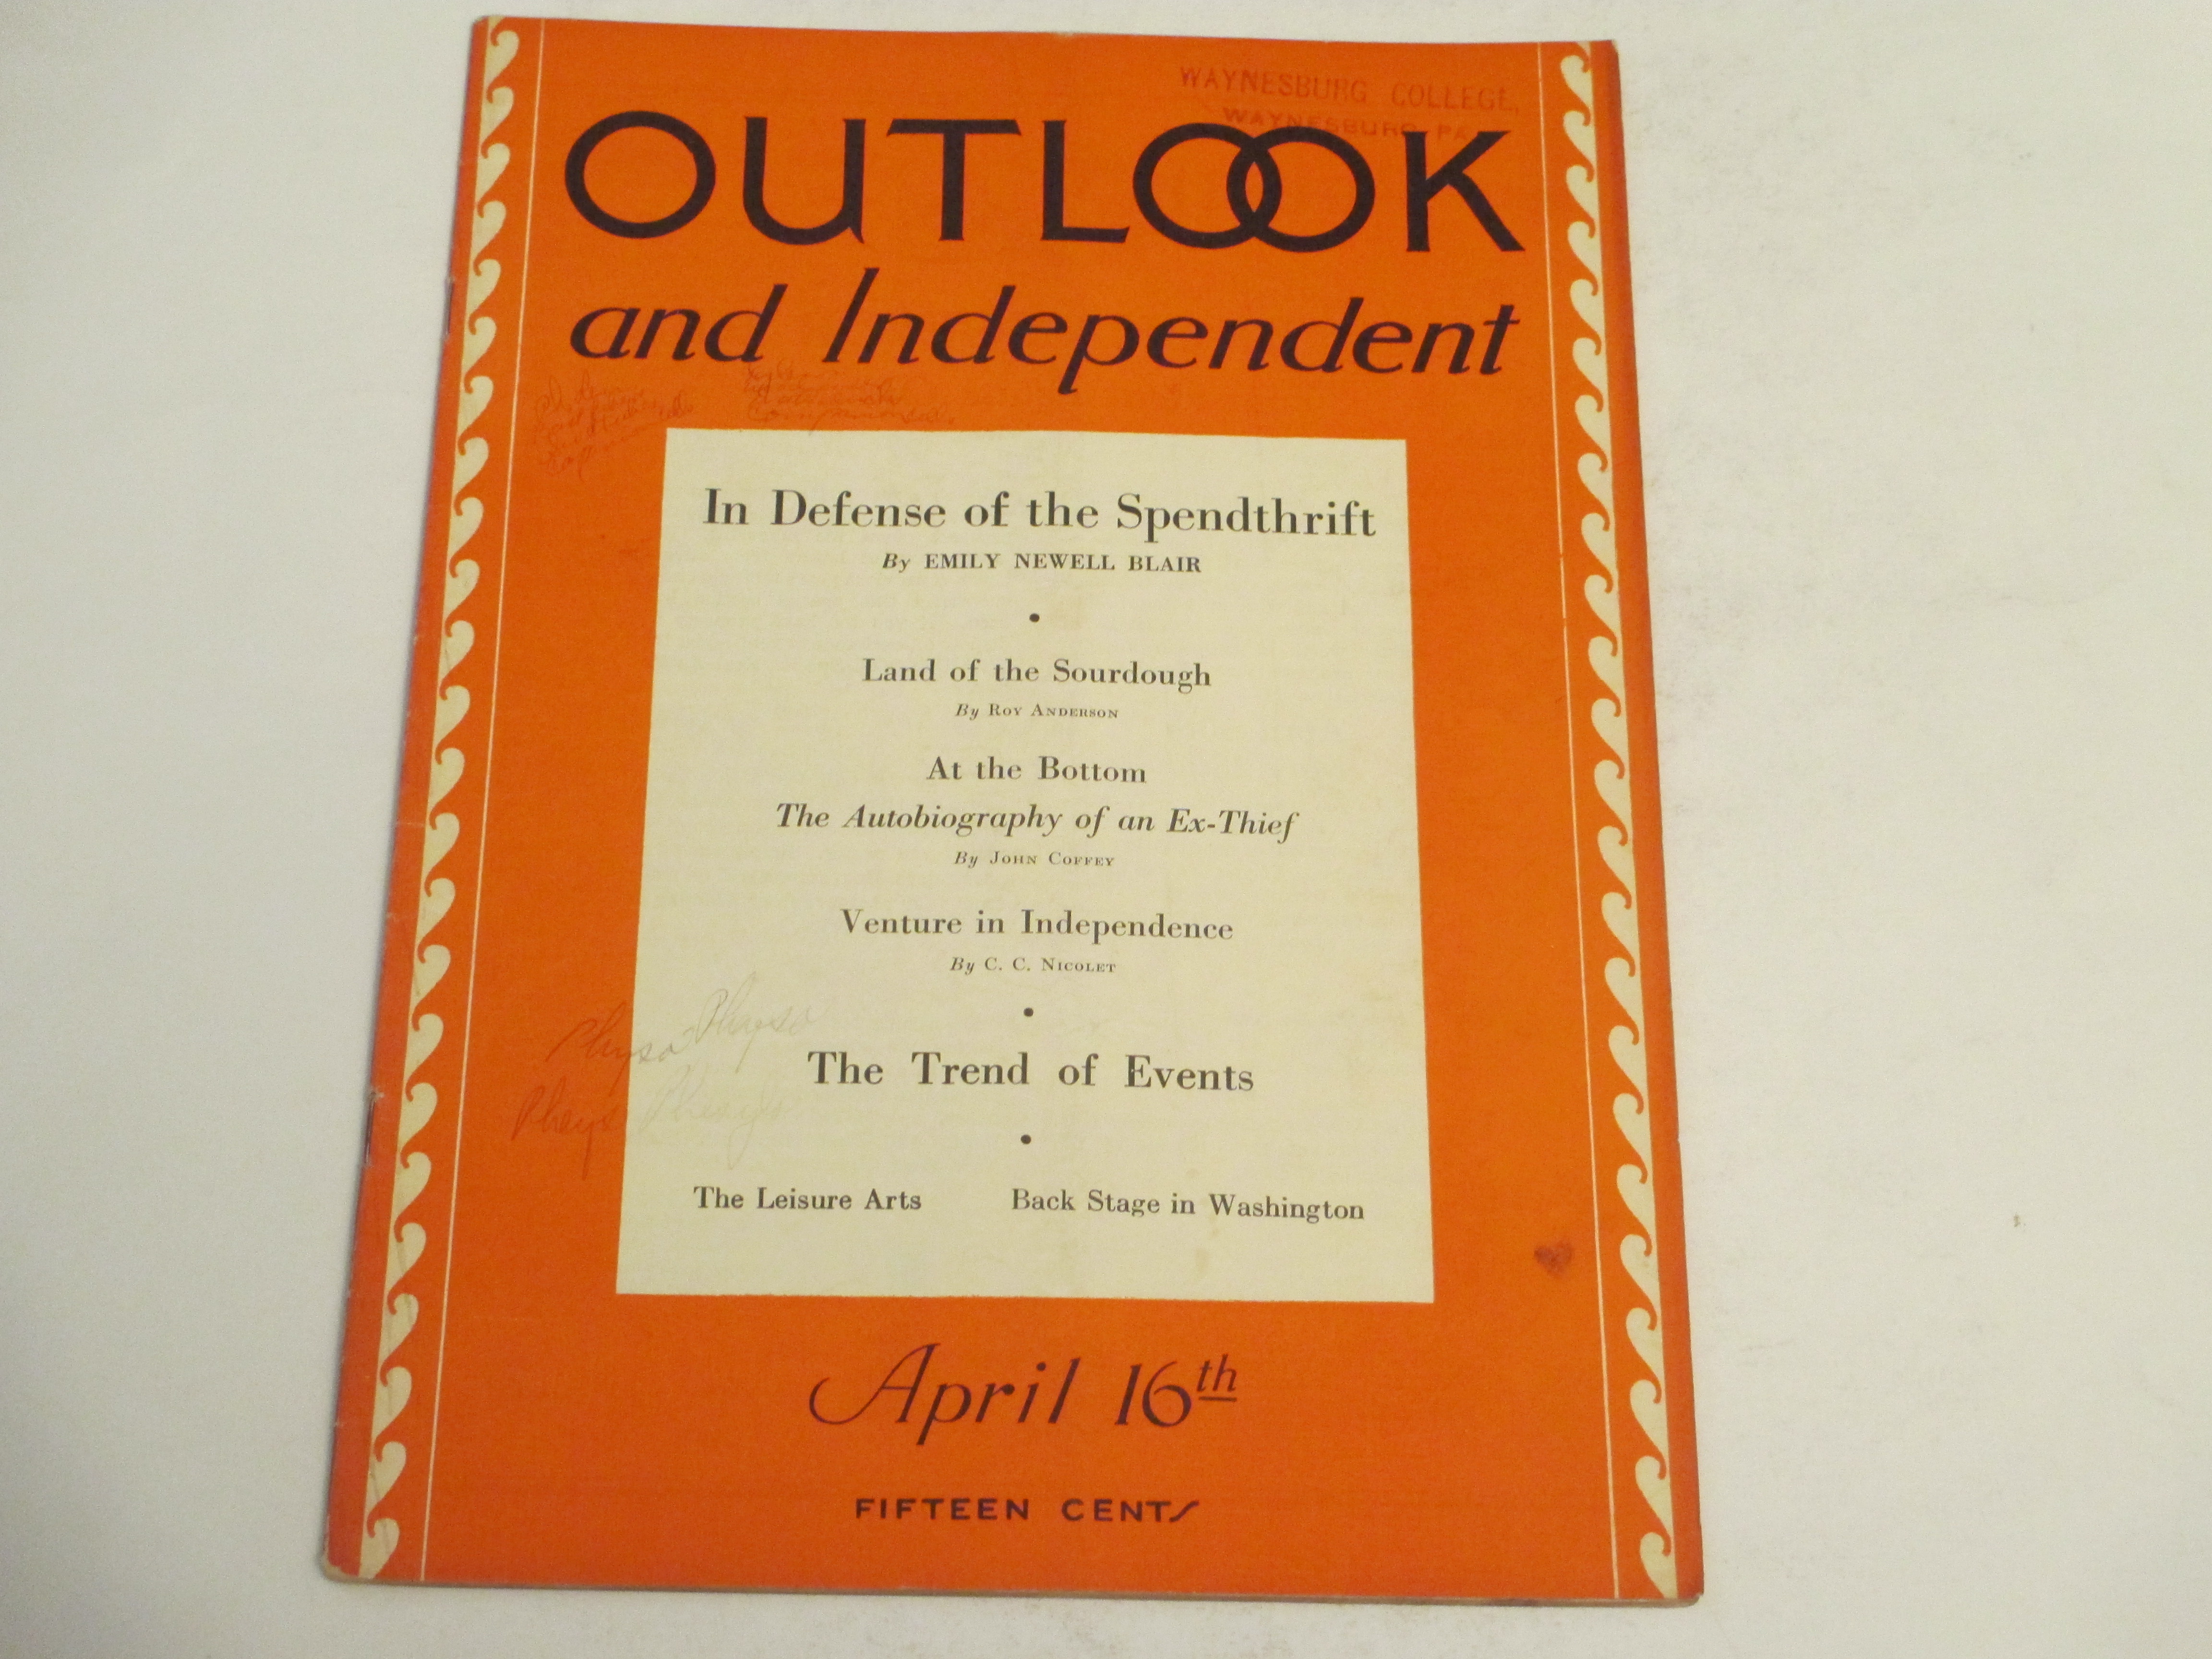 WAYNESBURG COLLEGE,
WAYNESBURG, PA.
OUTLOOK
and Independent
In Defense of the Spendthrift
By EMILY NEWELL BLAIR
•
Land of the Sourdough
By ROY ANDERSON
At the Bottom
The Autobiography of an Ex-Thief
By JOHN COFFEY
Venture in Independence
By C. C. NICOLET
•
The Trend of Events
•
The Leisure Arts Back Stage in Washington
April 16th
FIFTEEN CENTS